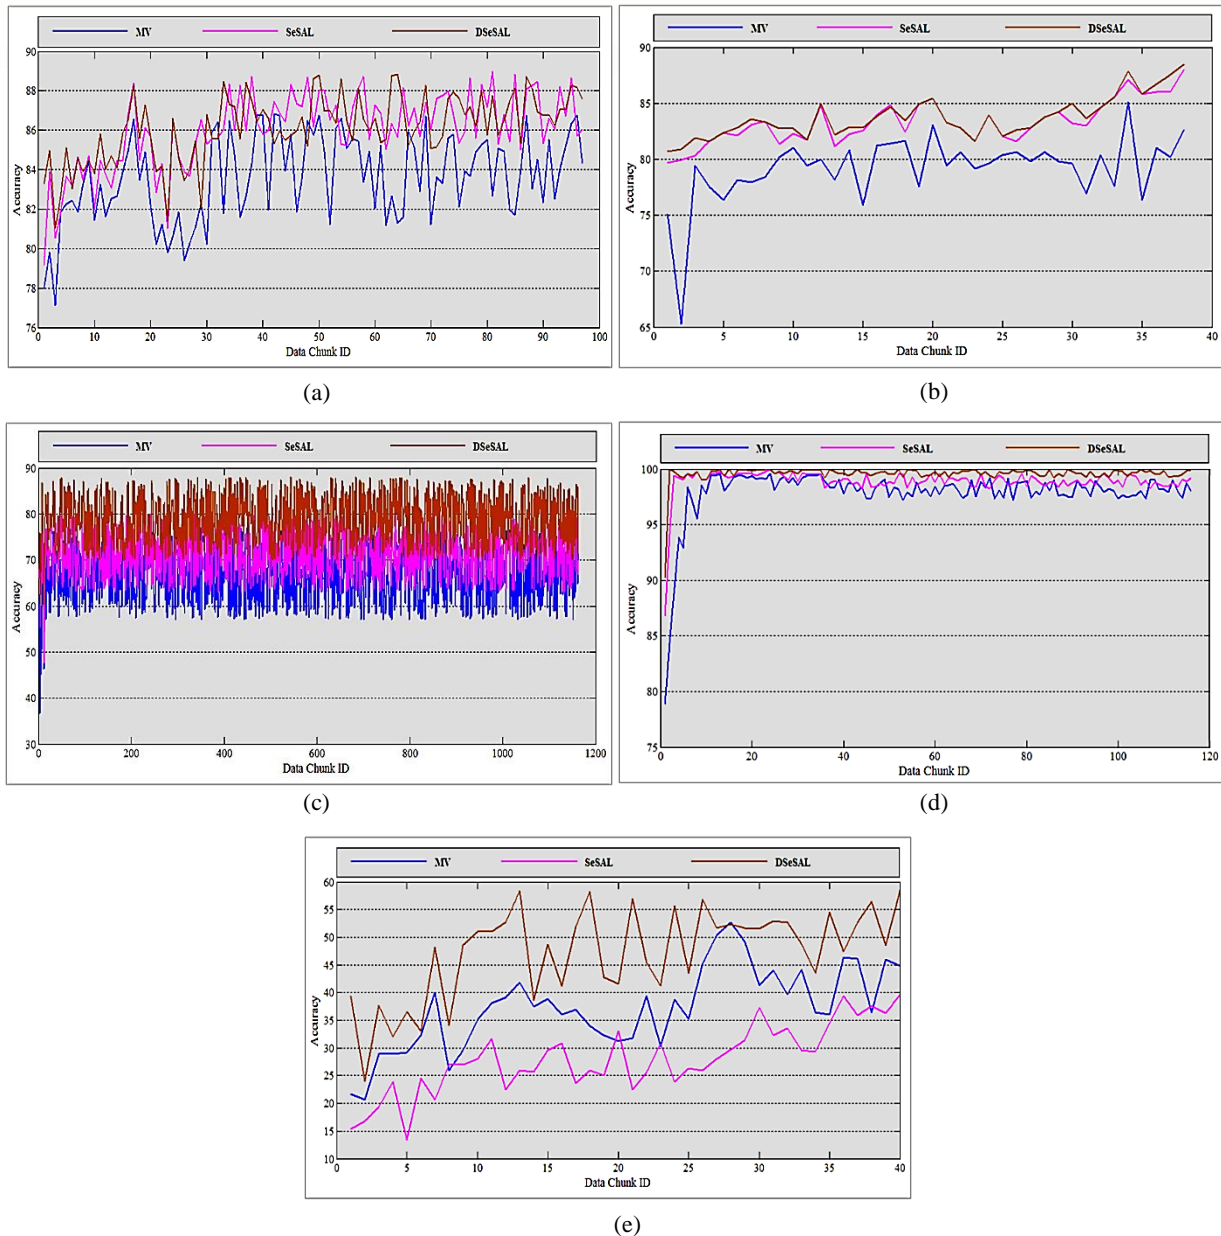 MV SeSAL DSeSAL
90
88
86
84
82
80
78
76
Accuracy
0 10 20 30 40 50 60 70 80 90 100
Data Chunk ID
(a)
MV SeSAL DSeSAL
90
85
80
75
70
65
Accuracy
0 5 10 15 20 25 30 35 40
Data Chunk ID
(b)
MV SeSAL DSeSAL
90
80
70
60
50
40
30
Accuracy
0 200 400 600 800 1000 1200
Data Chunk ID
(c)
MV SeSAL DSeSAL
100
95
90
85
80
75
Accuracy
0 20 40 60 80 100 120
Data Chunk ID
(d)
MV SeSAL DSeSAL
60
55
50
45
40
35
30
25
20
15
10
Accuracy
0 5 10 15 20 25 30 35 40
Data Chunk ID
(e)